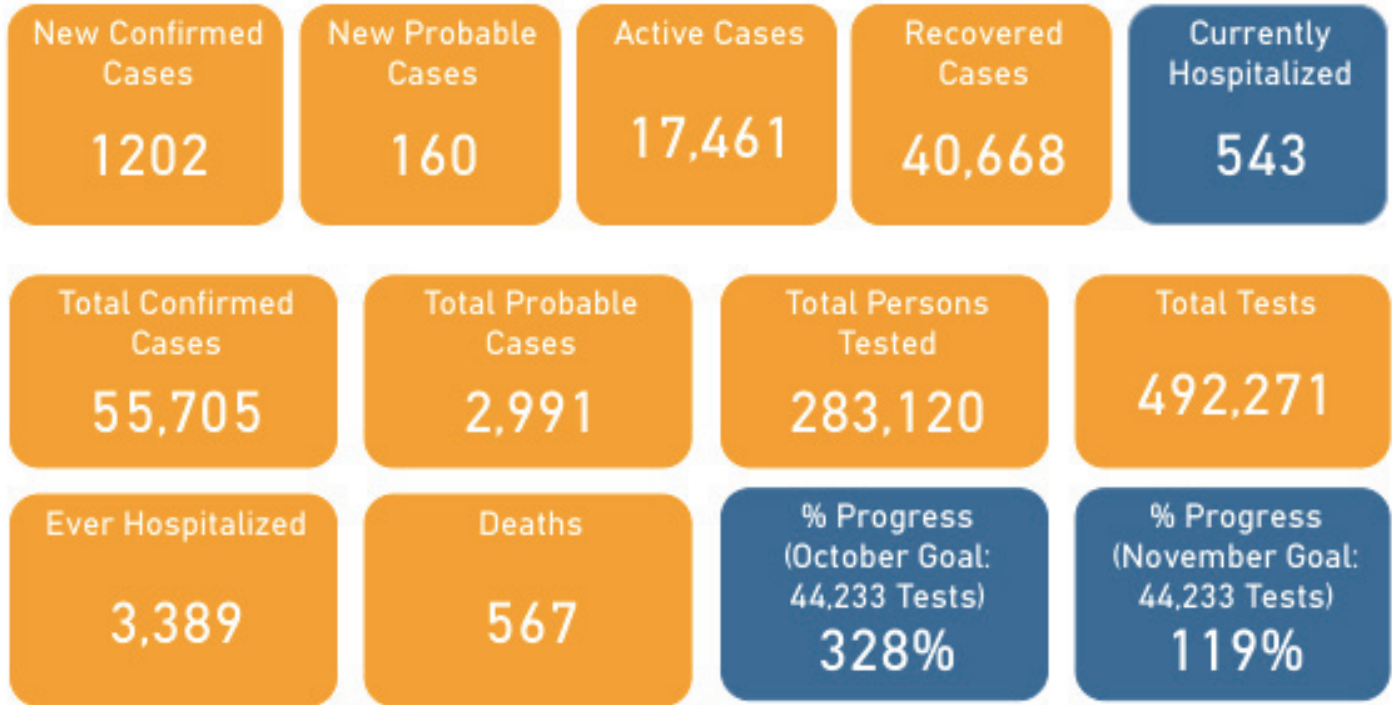 New Confirmed
Cases
1202
New Probable
Cases
160
Active Cases
17,461
Recovered
Cases
40,668
Currently
Hospitalized
543
Total Confirmed
Cases
55,705
Total Probable
Cases
2,991
Total Persons
Tested
283,120
Total Tests
492,271
Ever Hospitalized
3,389
Deaths
567
% Progress
(October Goal:
44,233 Tests)
328%
% Progress
(November Goal:
44,233 Tests)
119%